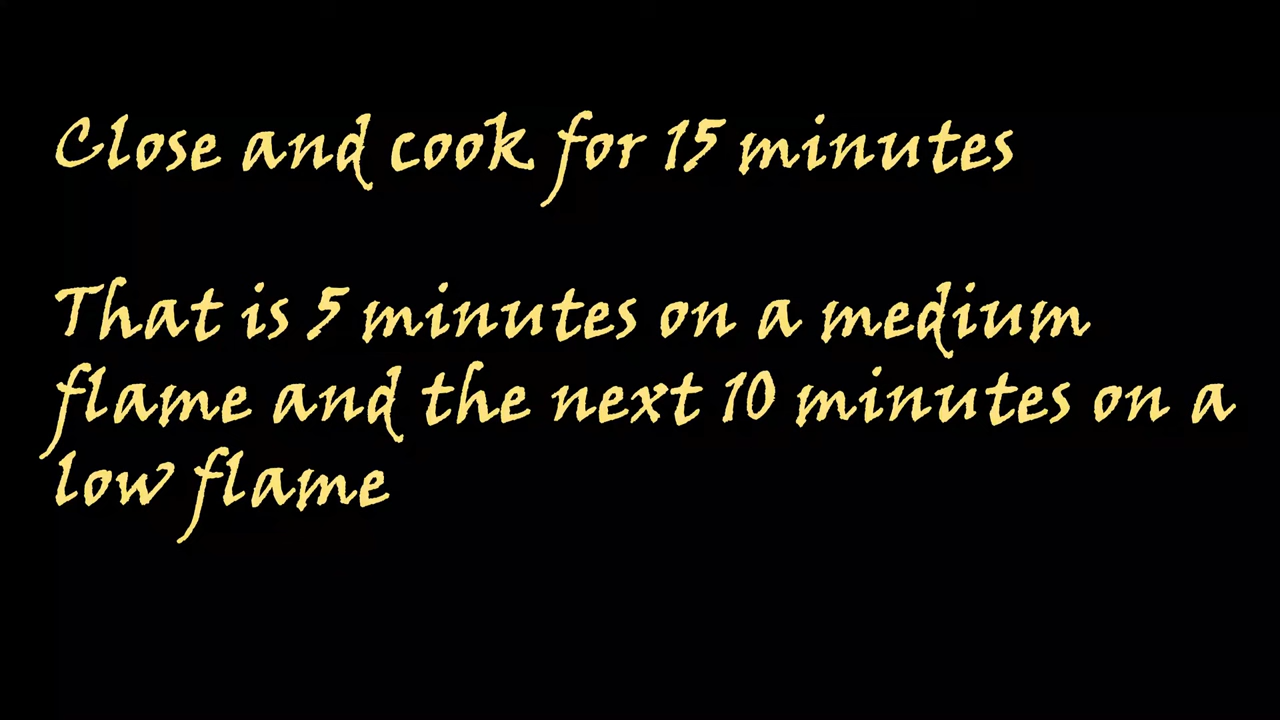 Close and cook for 15 minutes
That is 5 minutes on a medium
flame and the next 10 minutes on a
low flame